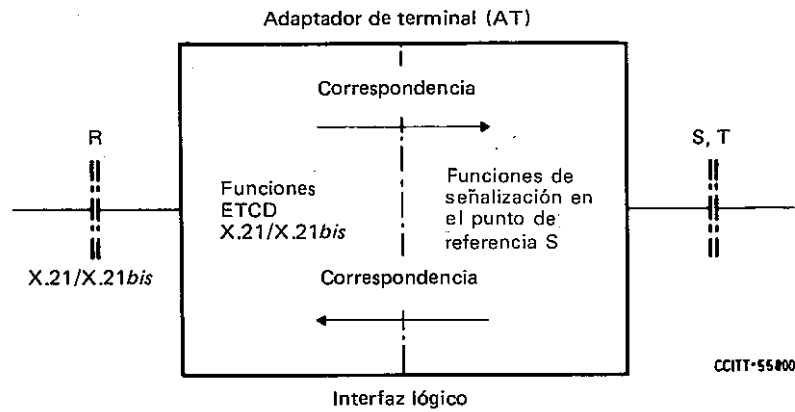 Adaptador de terminal (AT)
Correspondencia
R
S, T
Funciones
ETCD
X.21/X.21bis
Funciones de
señalización en
el punto de
referencia S
X.21/X.21bis
Correspondencia
CCITT-55800
Interfaz lógico